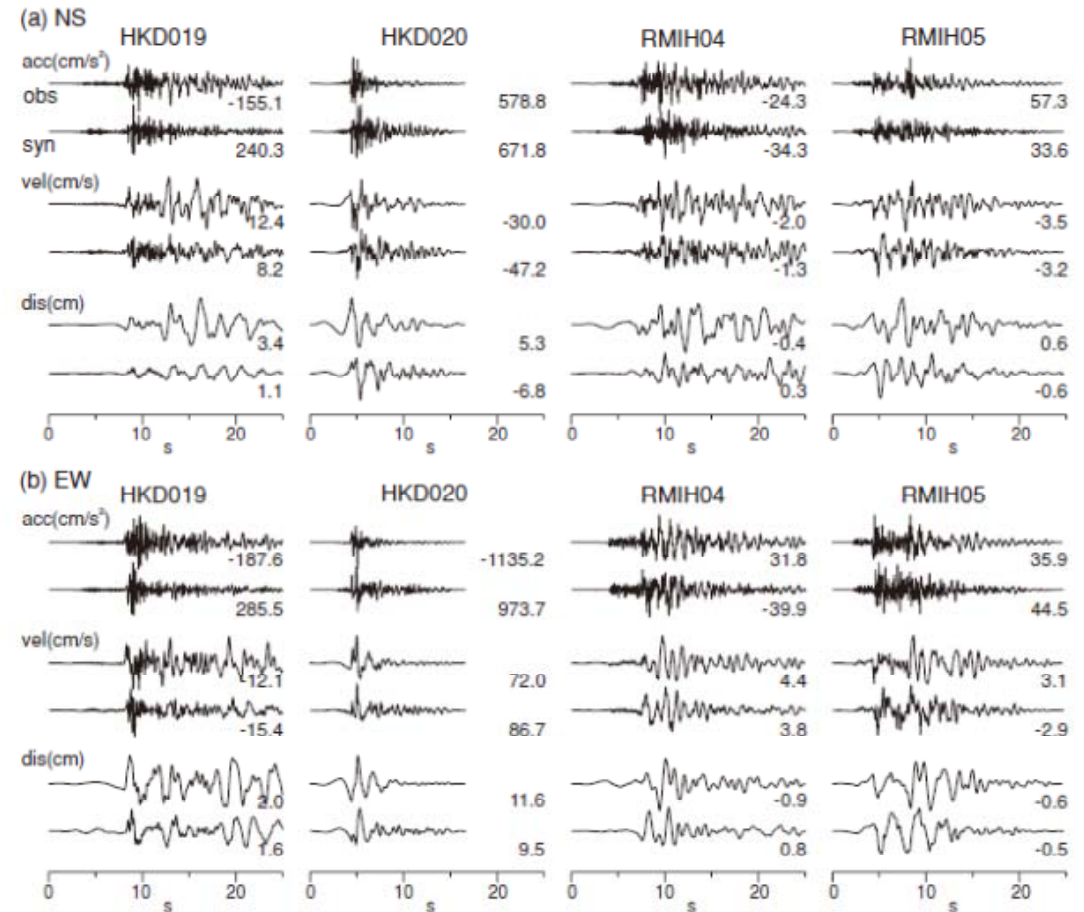 (a) NS
HKD019 HKD020 RMIH04 RMIH05
acc(cm/s²)
obs -155.1 578.8 -24.3 57.3
syn 240.3 671.8 -34.3 33.6
vel(cm/s)
12.4 -30.0 -2.0 -3.5
8.2 -47.2 -1.3 -3.2
dis(cm)
3.4 5.3 -0.4 0.6
1.1 -6.8 0.3 -0.6
0 10 20 0 10 20 0 10 20 0 10 20
s s s s
(b) EW
HKD019 HKD020 RMIH04 RMIH05
acc(cm/s²)
-187.6 -1135.2 31.8 35.9
285.5 973.7 -39.9 44.5
vel(cm/s)
-12.1 72.0 4.4 3.1
-15.4 86.7 3.8 -2.9
dis(cm)
2.0 11.6 -0.9 -0.6
1.6 9.5 0.8 -0.5
0 10 20 0 10 20 0 10 20 0 10 20
s s s s